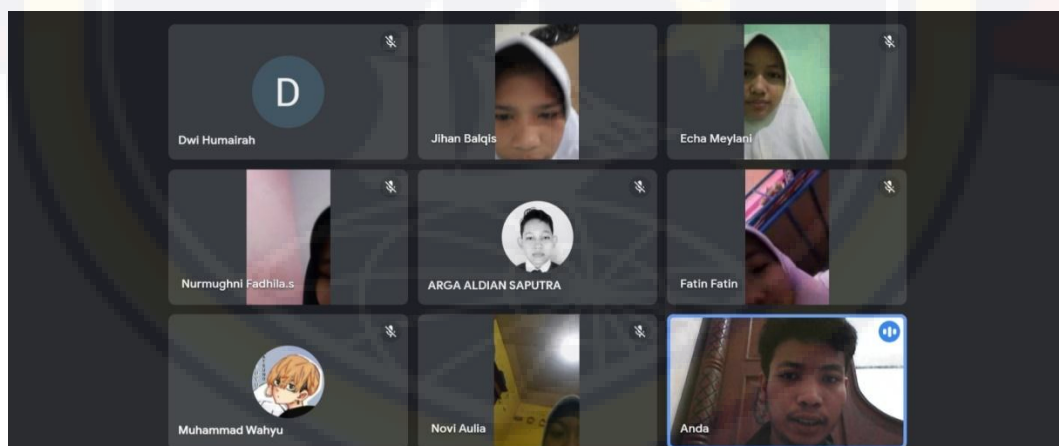 D
Dwi Humairah
Jihan Balqis
Echa Meylani
Nurmughni Fadhila.s
ARGA ALDIAN SAPUTRA
Fatin Fatin
Muhammad Wahyu
Novi Aulia
Anda